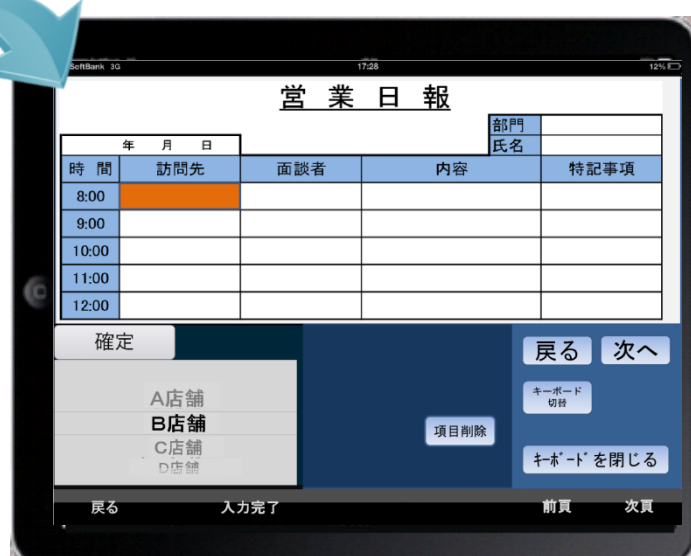 SoftBank 3G 17:28 12%
営業日報
部門
年 月 日 氏名
時間 訪問先 面談者 内容 特記事項
8:00
9:00
10:00
11:00
12:00
確定
戻る 次へ
A店舗
B店舗
C店舗
D店舗
キーボード
切替
項目削除
ｷｰﾎﾞｰﾄﾞを閉じる
戻る 入力完了 前頁 次頁